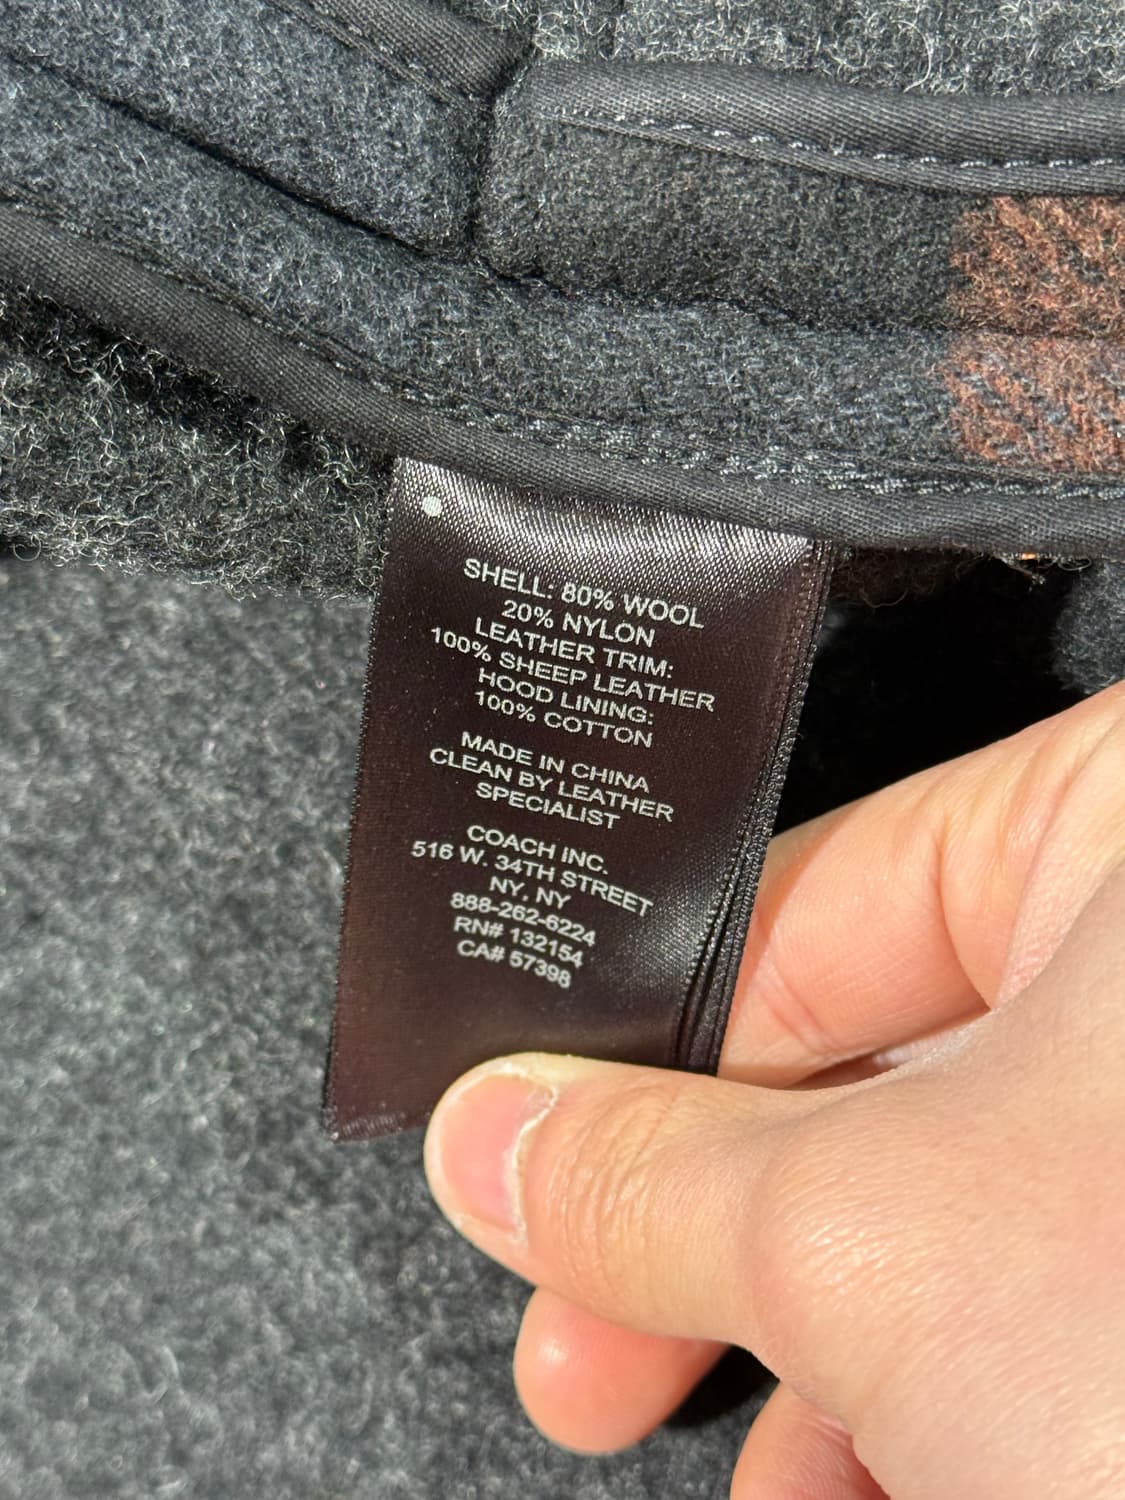 SHELL: 80% WOOL
20% NYLON
LEATHER TRIM:
100% SHEEP LEATHER
HOOD LINING:
100% COTTON
MADE IN CHINA
CLEAN BY LEATHER
SPECIALIST
COACH INC.
516 W. 34TH STREET
NY, NY
888-262-6224
RN# 132154
CA# 57398